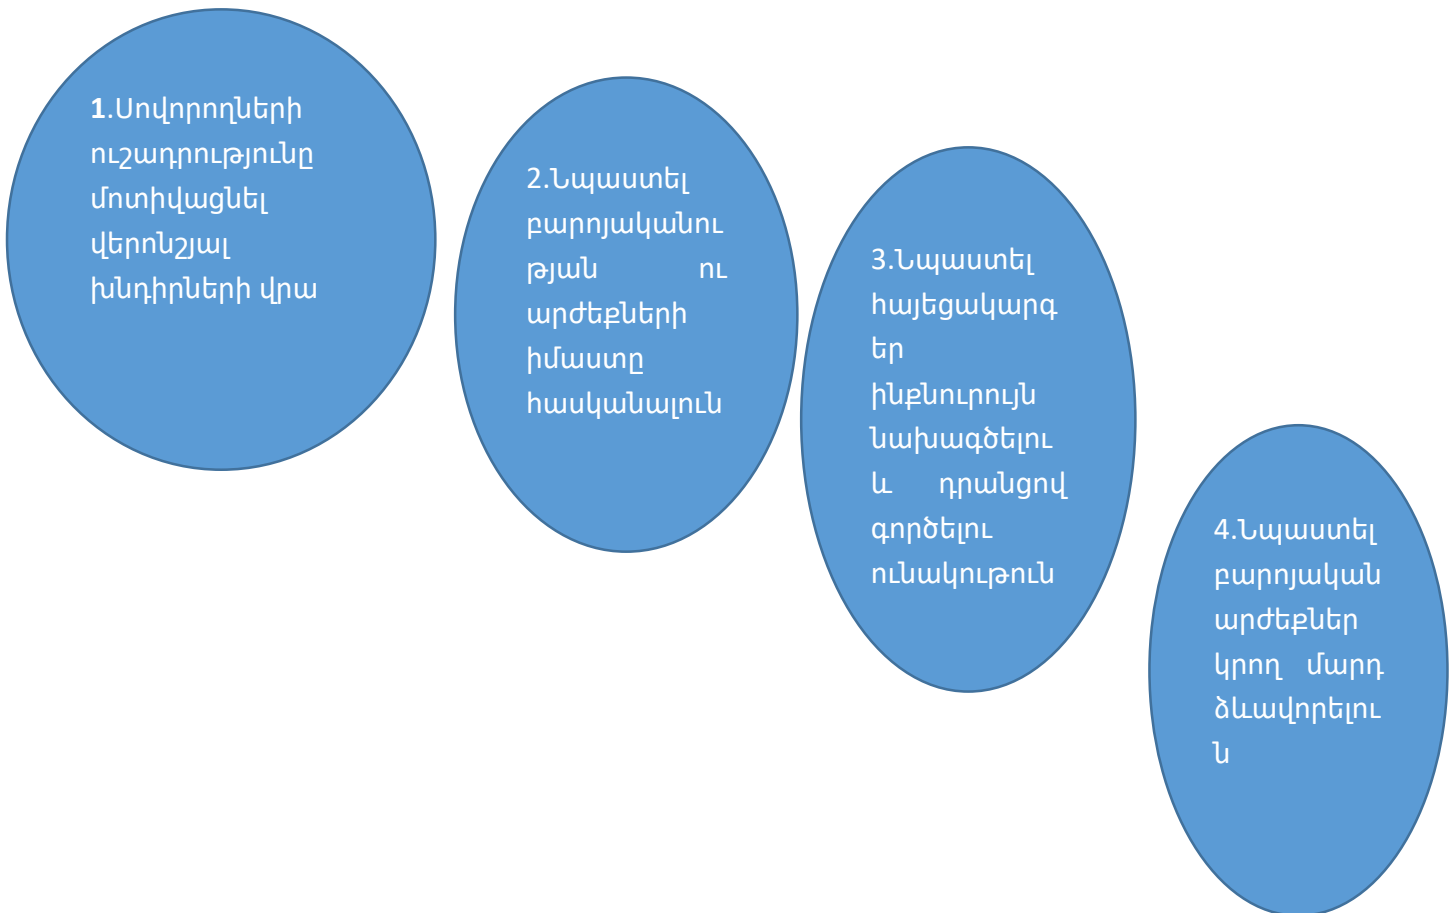 1.Սովորողների
ուշադրությունը
մոտիվացնել
վերոնշյալ
խնդիրների վրա
2.Նպաստել
բարոյականու
թյան ու
արժեքների
իմաստը
հասկանալուն
3.Նպաստել
հայեցակարգ
եր
ինքնուրույն
նախագծելու
և դրանցով
գործելու
ունակութուն
4.Նպաստել
բարոյական
արժեքներ
կրող մարդ
ձևավորելու
ն